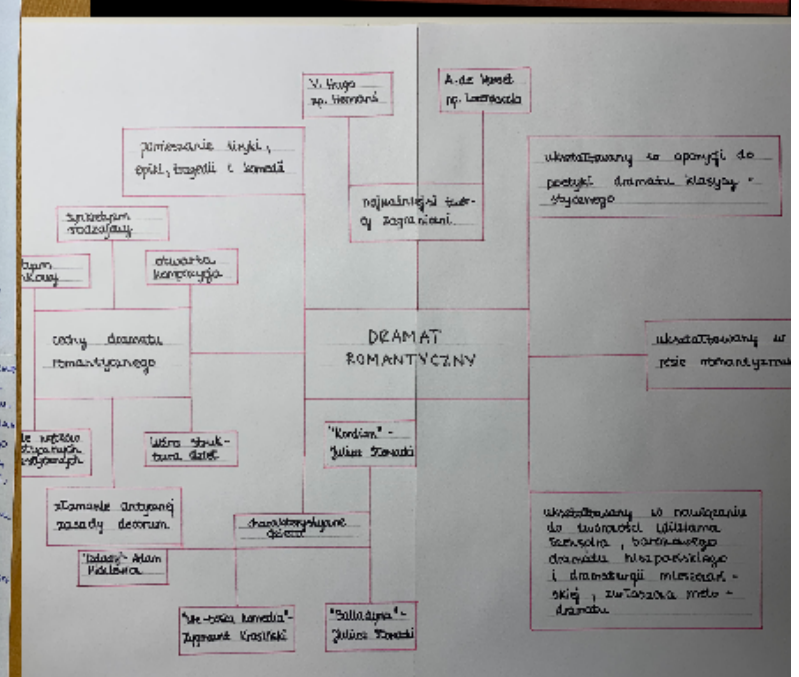 V. Hugo
np. Hernani
A. de Musset
np. Lorenzaccio
pomieszanie liryki,
epiki, tragedii i komedii
ukształtowany w opozycji do
poetyki dramatu klasycy-
stycznego
najważniejsi twór-
cy zagraniczni
synkretyzm
rodzajowy
otwarta
kompozycja
cechy dramatu
romantycznego
DRAMAT
ROMANTYCZNY
ukształtowany w
resie romantyzmu
"Kordian" -
Juliusz Słowacki
luźna struk-
tura dzieł
złamanie antycznej
zasady decorum
charakterystyczne
dzieła
"Dziady" - Adam
Mickiewicz
"Nie-boska komedia" -
Zygmunt Krasiński
"Balladyna" -
Juliusz Słowacki
ukształtowany w nawiązaniu
do twórczości Williama
Szekspira, barokowego
dramatu hiszpańskiego
i dramaturgii mieszczań-
skiej, zwłaszcza melo-
dramatu